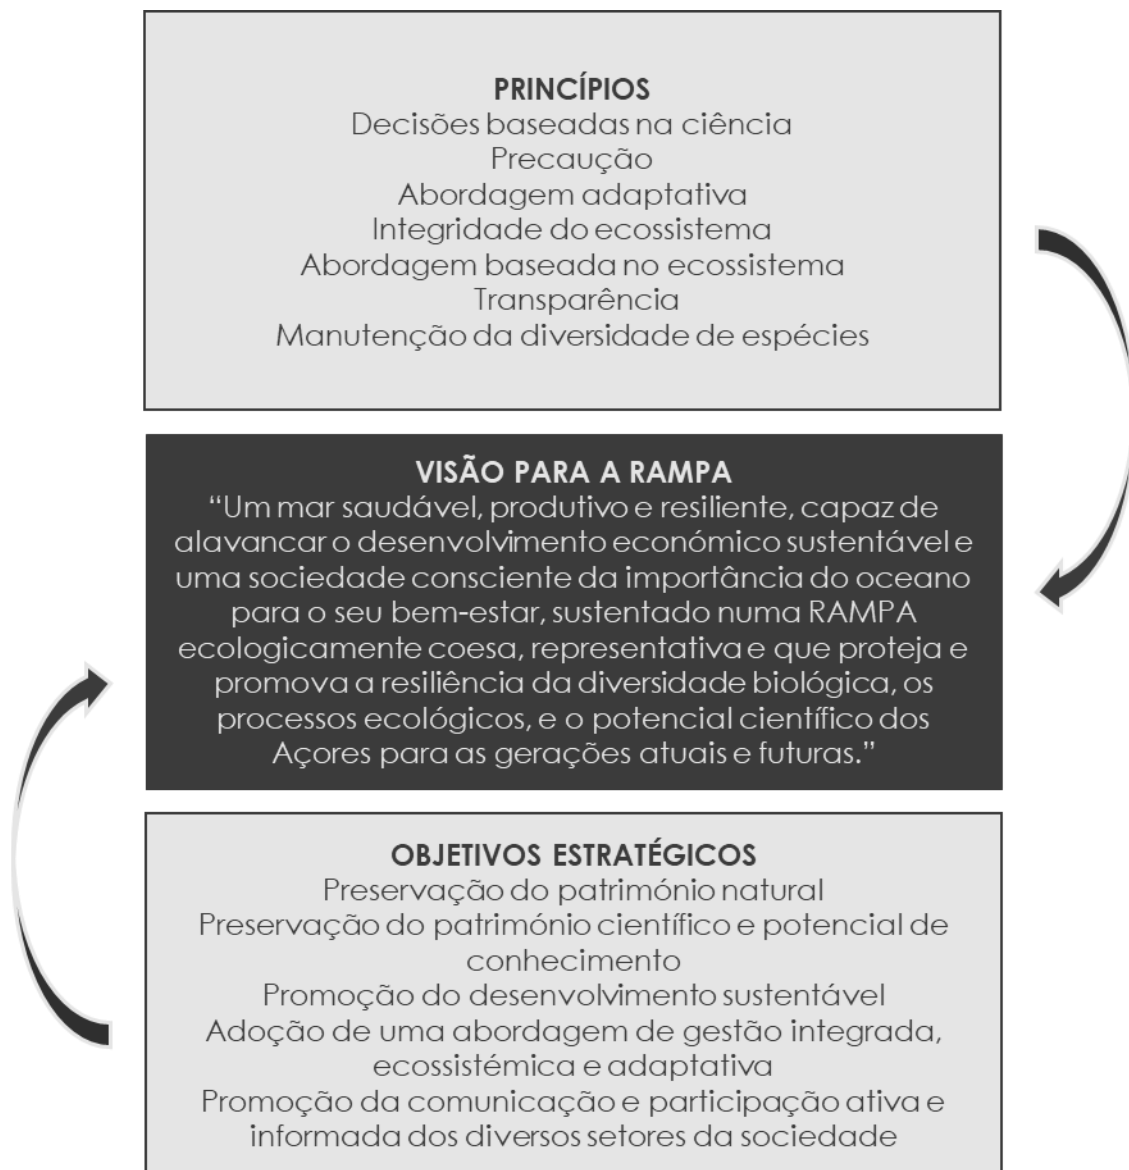 PRINCÍPIOS
Decisões baseadas na ciência
Precaução
Abordagem adaptativa
Integridade do ecossistema
Abordagem baseada no ecossistema
Transparência
Manutenção da diversidade de espécies
VISÃO PARA A RAMPA
“Um mar saudável, produtivo e resiliente, capaz de
alavancar o desenvolvimento económico sustentável e
uma sociedade consciente da importância do oceano
para o seu bem-estar, sustentado numa RAMPA
ecologicamente coesa, representativa e que proteja e
promova a resiliência da diversidade biológica, os
processos ecológicos, e o potencial científico dos
Açores para as gerações atuais e futuras.”
OBJETIVOS ESTRATÉGICOS
Preservação do património natural
Preservação do património científico e potencial de
conhecimento
Promoção do desenvolvimento sustentável
Adoção de uma abordagem de gestão integrada,
ecossistémica e adaptativa
Promoção da comunicação e participação ativa e
informada dos diversos setores da sociedade